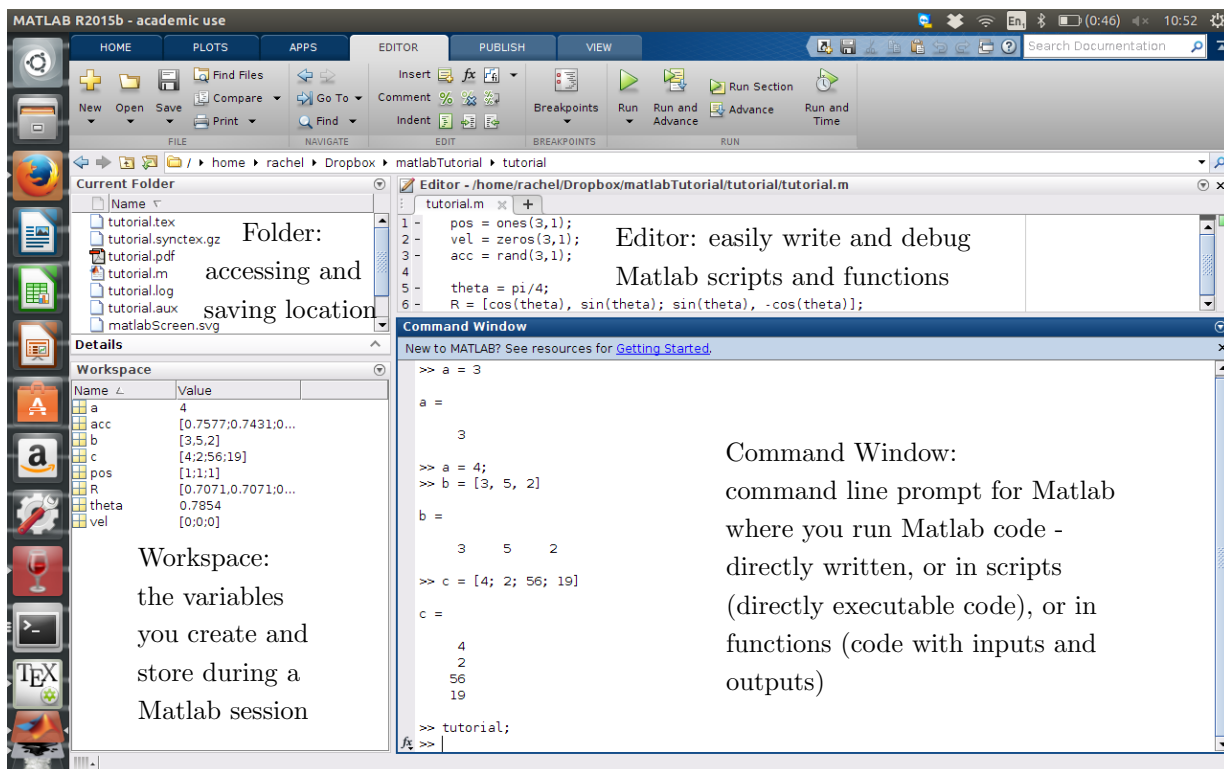 MATLAB R2015b - academic use
En1 (0:46) 10:52
HOME PLOTS APPS EDITOR PUBLISH VIEW
Search Documentation
New Open Save
Find Files
Compare
Print
FILE
Go To
Find
NAVIGATE
Insert fx
Comment %
Indent
EDIT
Breakpoints
BREAKPOINTS
Run Run and Advance
Run Section
Advance
Run and Time
RUN
/ home rachel Dropbox matlabTutorial tutorial
Current Folder
Name
tutorial.tex
tutorial.synctex.gz
tutorial.pdf
tutorial.m
tutorial.log
tutorial.aux
matlabScreen.svg
Folder:
accessing and
saving location
Details
Workspace
Name Value
a 4
acc [0.7577;0.7431;0...
b [3,5,2]
c [4;2;56;19]
pos [1;1;1]
R [0.7071,0.7071;0...
theta 0.7854
vel [0;0;0]
Workspace:
the variables
you create and
store during a
Matlab session
Editor - /home/rachel/Dropbox/matlabTutorial/tutorial/tutorial.m
tutorial.m × +
1 - pos = ones(3,1);
2 - vel = zeros(3,1);
3 - acc = rand(3,1);
4
5 - theta = pi/4;
6 - R = [cos(theta), sin(theta); sin(theta), -cos(theta)];
Editor: easily write and debug
Matlab scripts and functions
Command Window
New to MATLAB? See resources for Getting Started.
>> a = 3
a =
3
>> a = 4;
>> b = [3, 5, 2]
b =
3 5 2
>> c = [4; 2; 56; 19]
c =
4
2
56
19
>> tutorial;
fx >>
Command Window:
command line prompt for Matlab
where you run Matlab code -
directly written, or in scripts
(directly executable code), or in
functions (code with inputs and
outputs)
a
>_
TEX